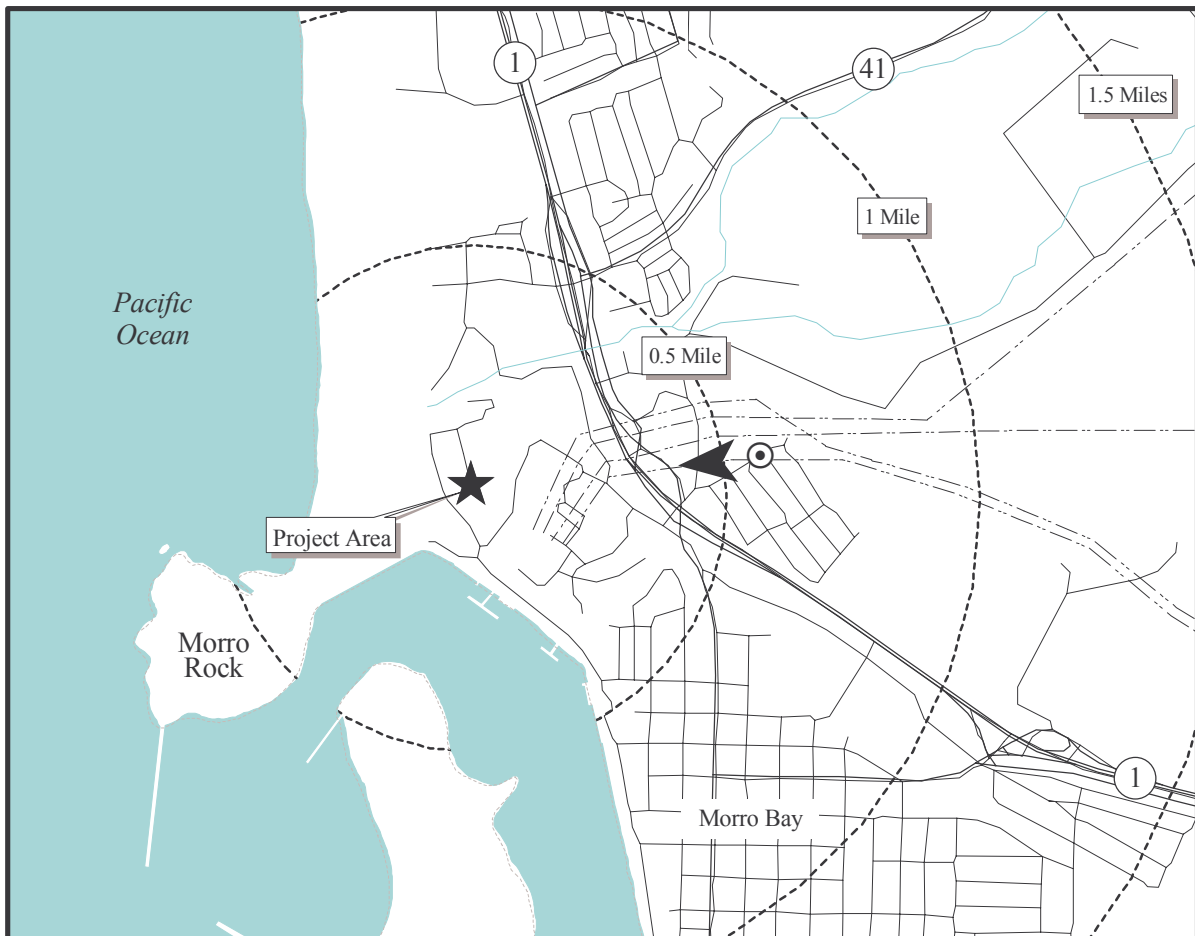 1
41
1.5 Miles
1 Mile
Pacific
Ocean
0.5 Mile
Project Area
Morro
Rock
1
Morro Bay